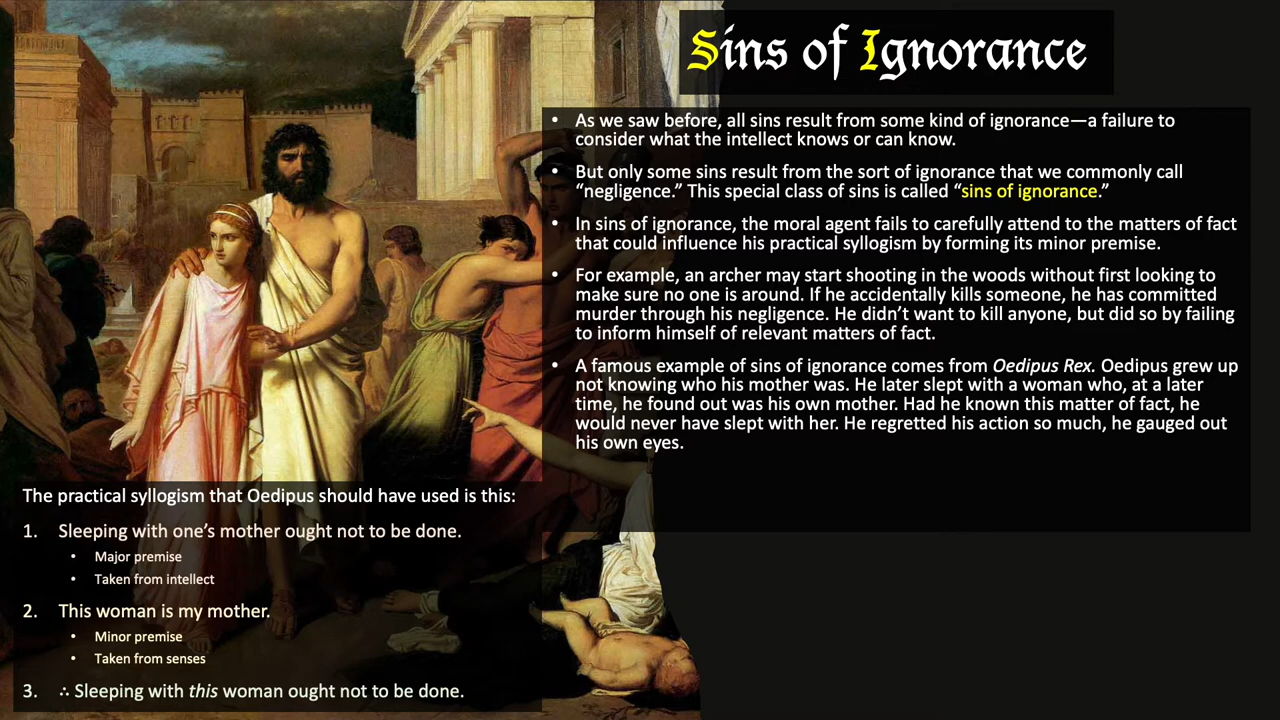 Sins of Ignorance
• As we saw before, all sins result from some kind of ignorance—a failure to
consider what the intellect knows or can know.
• But only some sins result from the sort of ignorance that we commonly call
“negligence.” This special class of sins is called “sins of ignorance.”
• In sins of ignorance, the moral agent fails to carefully attend to the matters of fact
that could influence his practical syllogism by forming its minor premise.
• For example, an archer may start shooting in the woods without first looking to
make sure no one is around. If he accidentally kills someone, he has committed
murder through his negligence. He didn’t want to kill anyone, but did so by failing
to inform himself of relevant matters of fact.
• A famous example of sins of ignorance comes from Oedipus Rex. Oedipus grew up
not knowing who his mother was. He later slept with a woman who, at a later
time, he found out was his own mother. Had he known this matter of fact, he
would never have slept with her. He regretted his action so much, he gauged out
his own eyes.
The practical syllogism that Oedipus should have used is this:
1. Sleeping with one’s mother ought not to be done.
• Major premise
• Taken from intellect
2. This woman is my mother.
• Minor premise
• Taken from senses
3. ∴ Sleeping with this woman ought not to be done.